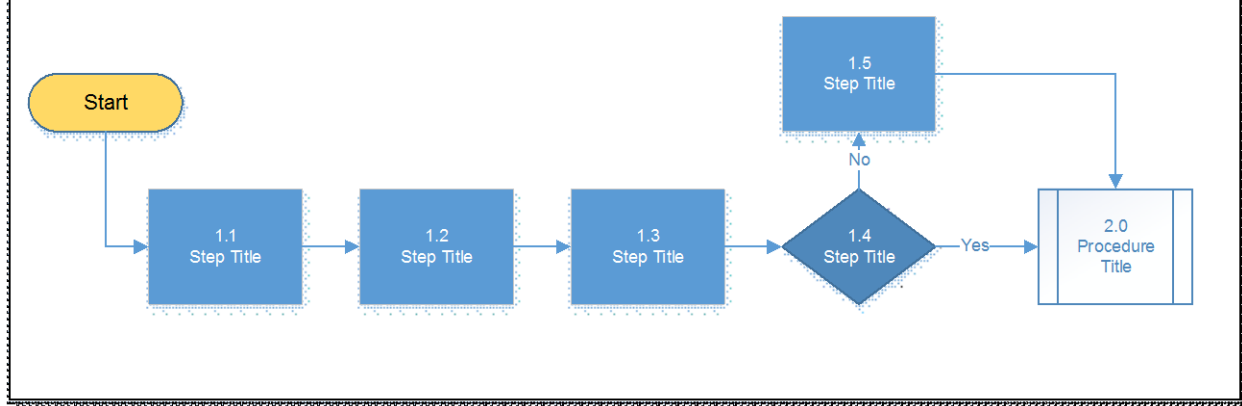 Start
1.1
Step Title
1.2
Step Title
1.3
Step Title
1.4
Step Title
No
1.5
Step Title
Yes
2.0
Procedure
Title